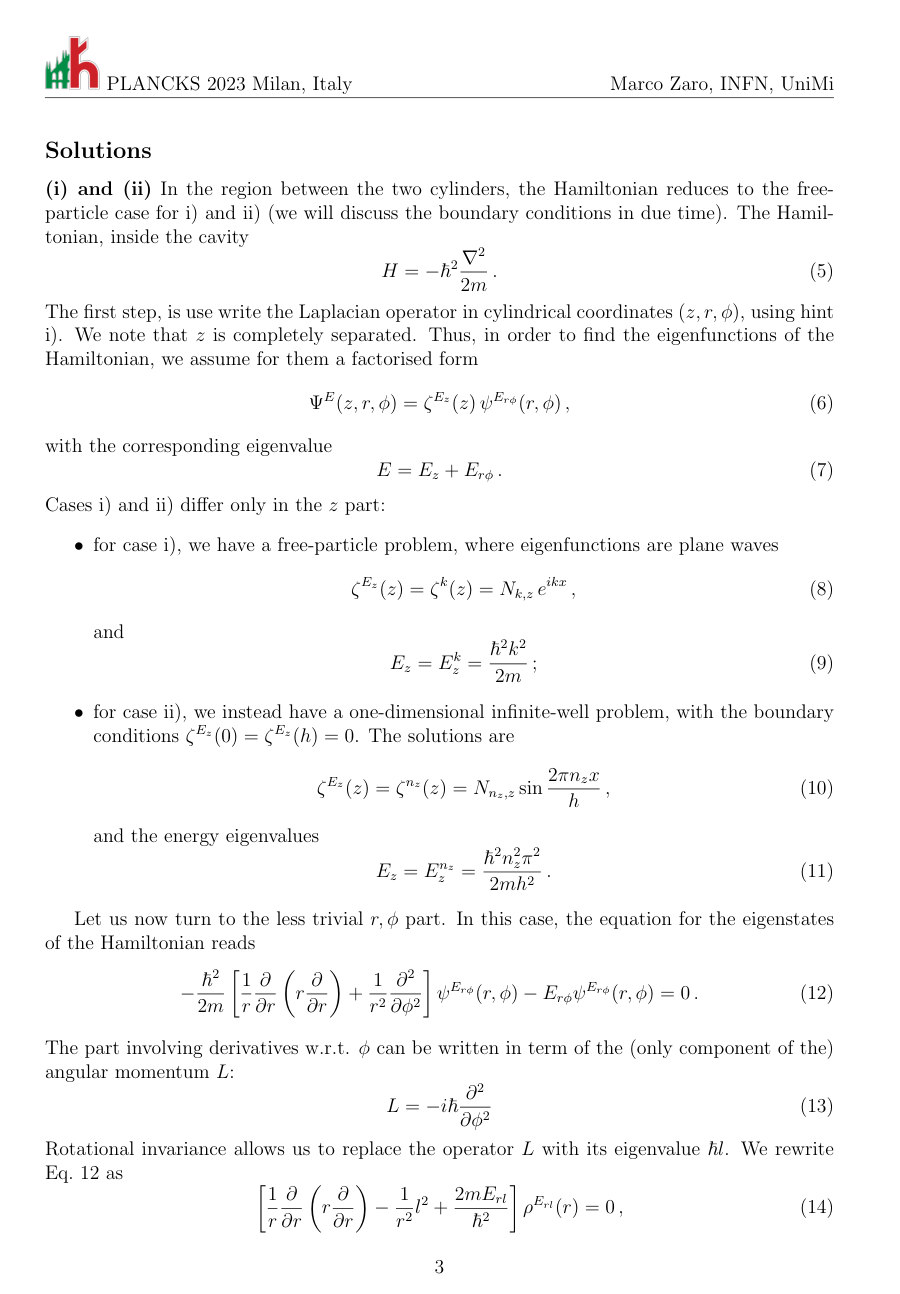 PLANCKS 2023 Milan, Italy Marco Zaro, INFN, UniMi
Solutions
(i) and (ii) In the region between the two cylinders, the Hamiltonian reduces to the free-
particle case for i) and ii) (we will discuss the boundary conditions in due time). The Hamil-
tonian, inside the cavity
H = −ħ² ∇²/2m . (5)
The first step, is use write the Laplacian operator in cylindrical coordinates (z, r, ϕ), using hint
i). We note that z is completely separated. Thus, in order to find the eigenfunctions of the
Hamiltonian, we assume for them a factorised form
Ψ^E(z, r, ϕ) = ζ^{E_z}(z) ψ^{E_{rϕ}}(r, ϕ) , (6)
with the corresponding eigenvalue
E = E_z + E_{rϕ} . (7)
Cases i) and ii) differ only in the z part:
• for case i), we have a free-particle problem, where eigenfunctions are plane waves
ζ^{E_z}(z) = ζ^k(z) = N_{k,z} e^{ikx} , (8)
and
E_z = E_z^k = ħ²k²/2m ; (9)
• for case ii), we instead have a one-dimensional infinite-well problem, with the boundary
conditions ζ^{E_z}(0) = ζ^{E_z}(h) = 0. The solutions are
ζ^{E_z}(z) = ζ^{n_z}(z) = N_{n_z,z} sin 2πn_z x/h , (10)
and the energy eigenvalues
E_z = E_z^{n_z} = ħ²n_z²π²/2mh² . (11)
Let us now turn to the less trivial r, ϕ part. In this case, the equation for the eigenstates
of the Hamiltonian reads
−ħ²/2m [1/r ∂/∂r (r ∂/∂r) + 1/r² ∂²/∂ϕ²] ψ^{E_{rϕ}}(r, ϕ) − E_{rϕ}ψ^{E_{rϕ}}(r, ϕ) = 0 . (12)
The part involving derivatives w.r.t. ϕ can be written in term of the (only component of the)
angular momentum L:
L = −iħ ∂²/∂ϕ² (13)
Rotational invariance allows us to replace the operator L with its eigenvalue ħl. We rewrite
Eq. 12 as
[1/r ∂/∂r (r ∂/∂r) − 1/r² l² + 2mE_{rl}/ħ²] ρ^{E_{rl}}(r) = 0 , (14)
3